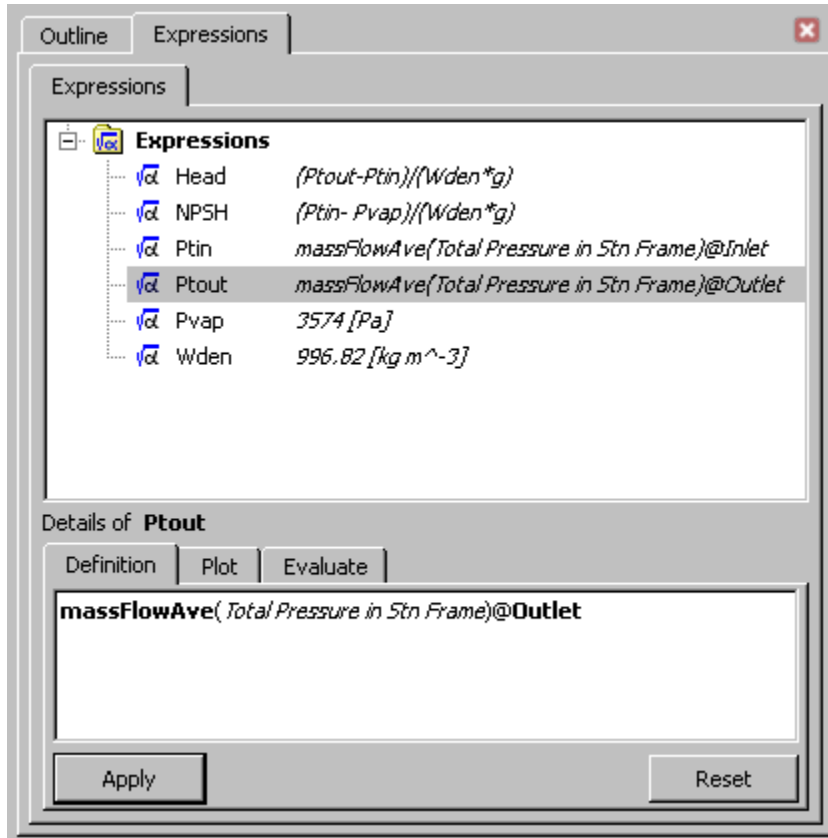 Outline Expressions
Expressions
Expressions
Head (Ptout-Ptin)/(Wden*g)
NPSH (Ptin- Pvap)/(Wden*g)
Ptin massFlowAve(Total Pressure in Stn Frame)@Inlet
Ptout massFlowAve(Total Pressure in Stn Frame)@Outlet
Pvap 3574 [Pa]
Wden 996.82 [kg m^-3]
Details of Ptout
Definition Plot Evaluate
massFlowAve(Total Pressure in Stn Frame)@Outlet
Apply Reset